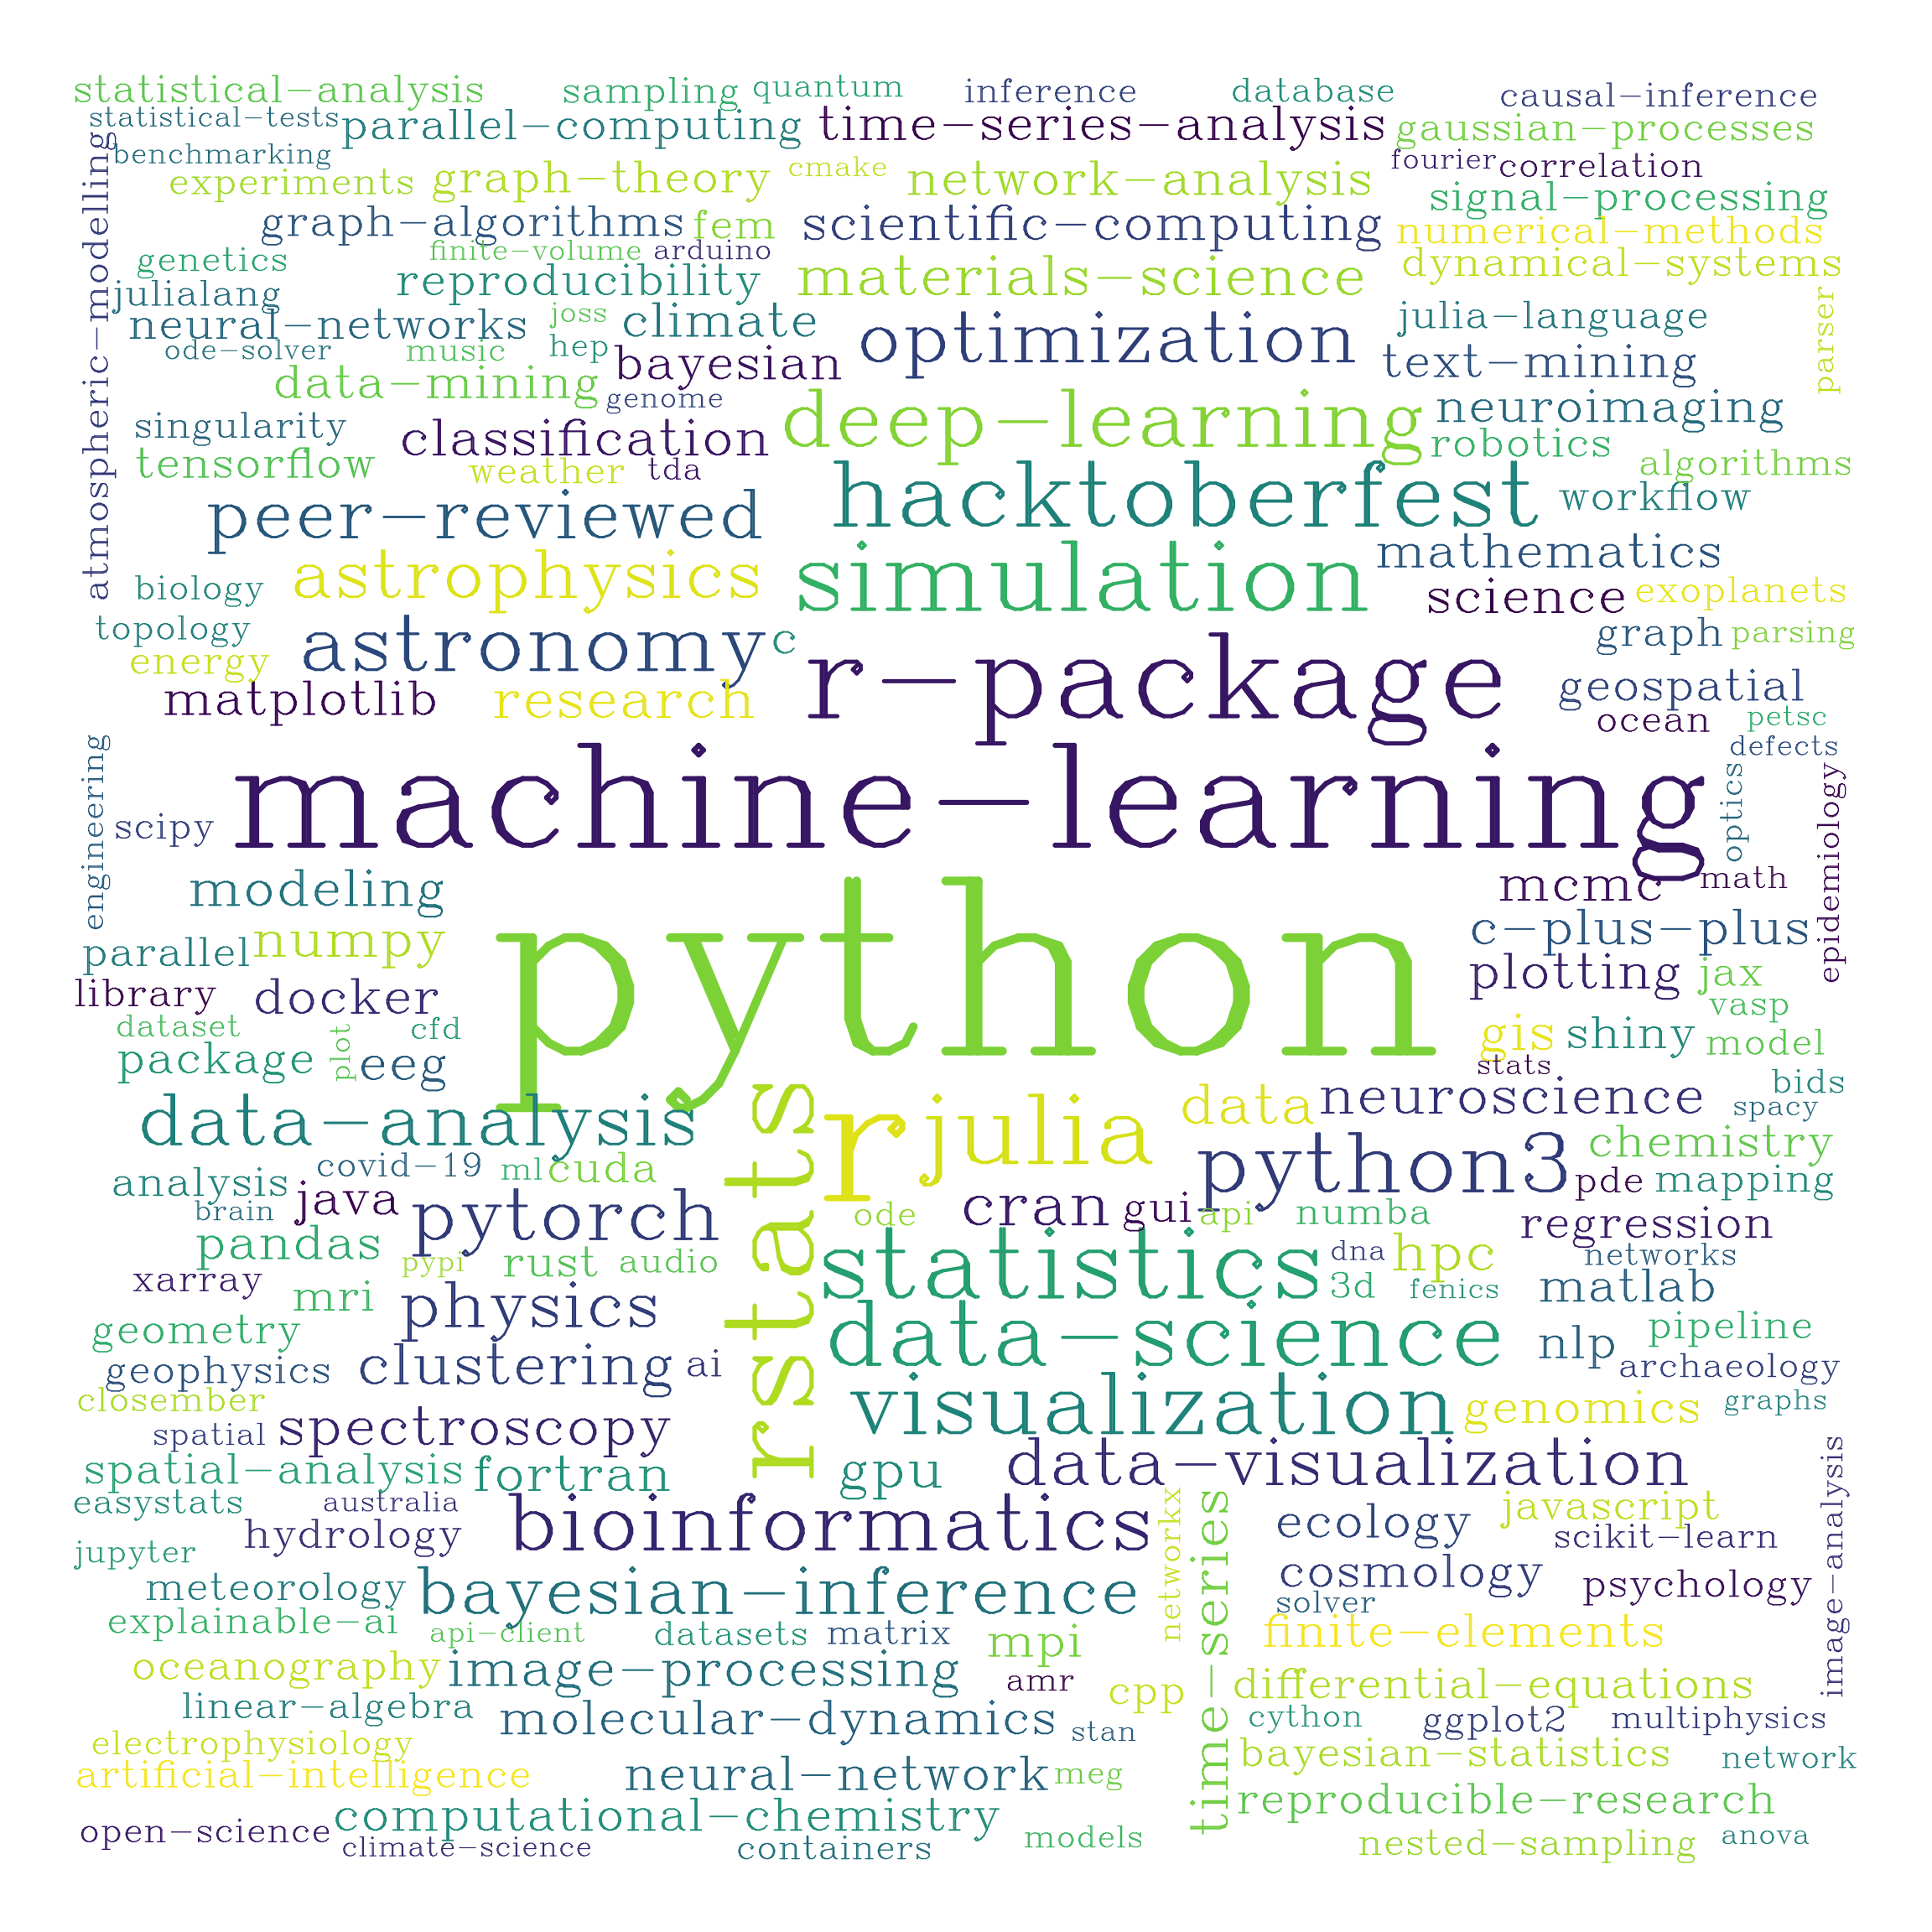 statistical-analysis
sampling
quantum
inference
database
causal-inference
statistical-tests
parallel-computing
time-series-analysis
gaussian-processes
benchmarking
cmake
fourier
correlation
experiments
graph-theory
network-analysis
signal-processing
atmospheric-modelling
graph-algorithms
fem
scientific-computing
numerical-methods
genetics
finite-volume
arduino
dynamical-systems
julialang
reproducibility
materials-science
neural-networks
joss
climate
optimization
julia-language
parser
ode-solver
music
hep
bayesian
text-mining
data-mining
genome
deep-learning
neuroimaging
singularity
classification
robotics
tensorflow
weather
tda
algorithms
peer-reviewed
hacktoberfest
workflow
astrophysics
simulation
mathematics
biology
science
exoplanets
topology
astronomy
c
graph
parsing
energy
r-package
matplotlib
research
geospatial
ocean
petsc
defects
engineering
scipy
machine-learning
optics
epidemiology
modeling
mcmc
math
python
c-plus-plus
parallel
numpy
plotting
jax
library
docker
vasp
dataset
cfd
gis
shiny
model
package
plot
eeg
stats
bids
data-analysis
rstats
r
julia
data
neuroscience
spacy
covid-19
ml
cuda
python3
chemistry
analysis
java
pytorch
cran
gui
pde
mapping
brain
ode
api
numba
regression
pandas
pypi
rust
audio
statistics
dna
hpc
networks
xarray
mri
physics
3d
fenics
matlab
geometry
data-science
nlp
pipeline
geophysics
clustering
ai
archaeology
closember
visualization
genomics
graphs
spatial
spectroscopy
spatial-analysis
fortran
gpu
data-visualization
image-analysis
easystats
australia
bioinformatics
networkx
time-series
ecology
javascript
hydrology
scikit-learn
jupyter
meteorology
bayesian-inference
cosmology
psychology
solver
explainable-ai
api-client
datasets
matrix
mpi
finite-elements
oceanography
image-processing
amr
cpp
differential-equations
linear-algebra
molecular-dynamics
stan
cython
ggplot2
multiphysics
electrophysiology
bayesian-statistics
network
artificial-intelligence
neural-network
meg
reproducible-research
open-science
computational-chemistry
climate-science
containers
models
nested-sampling
anova